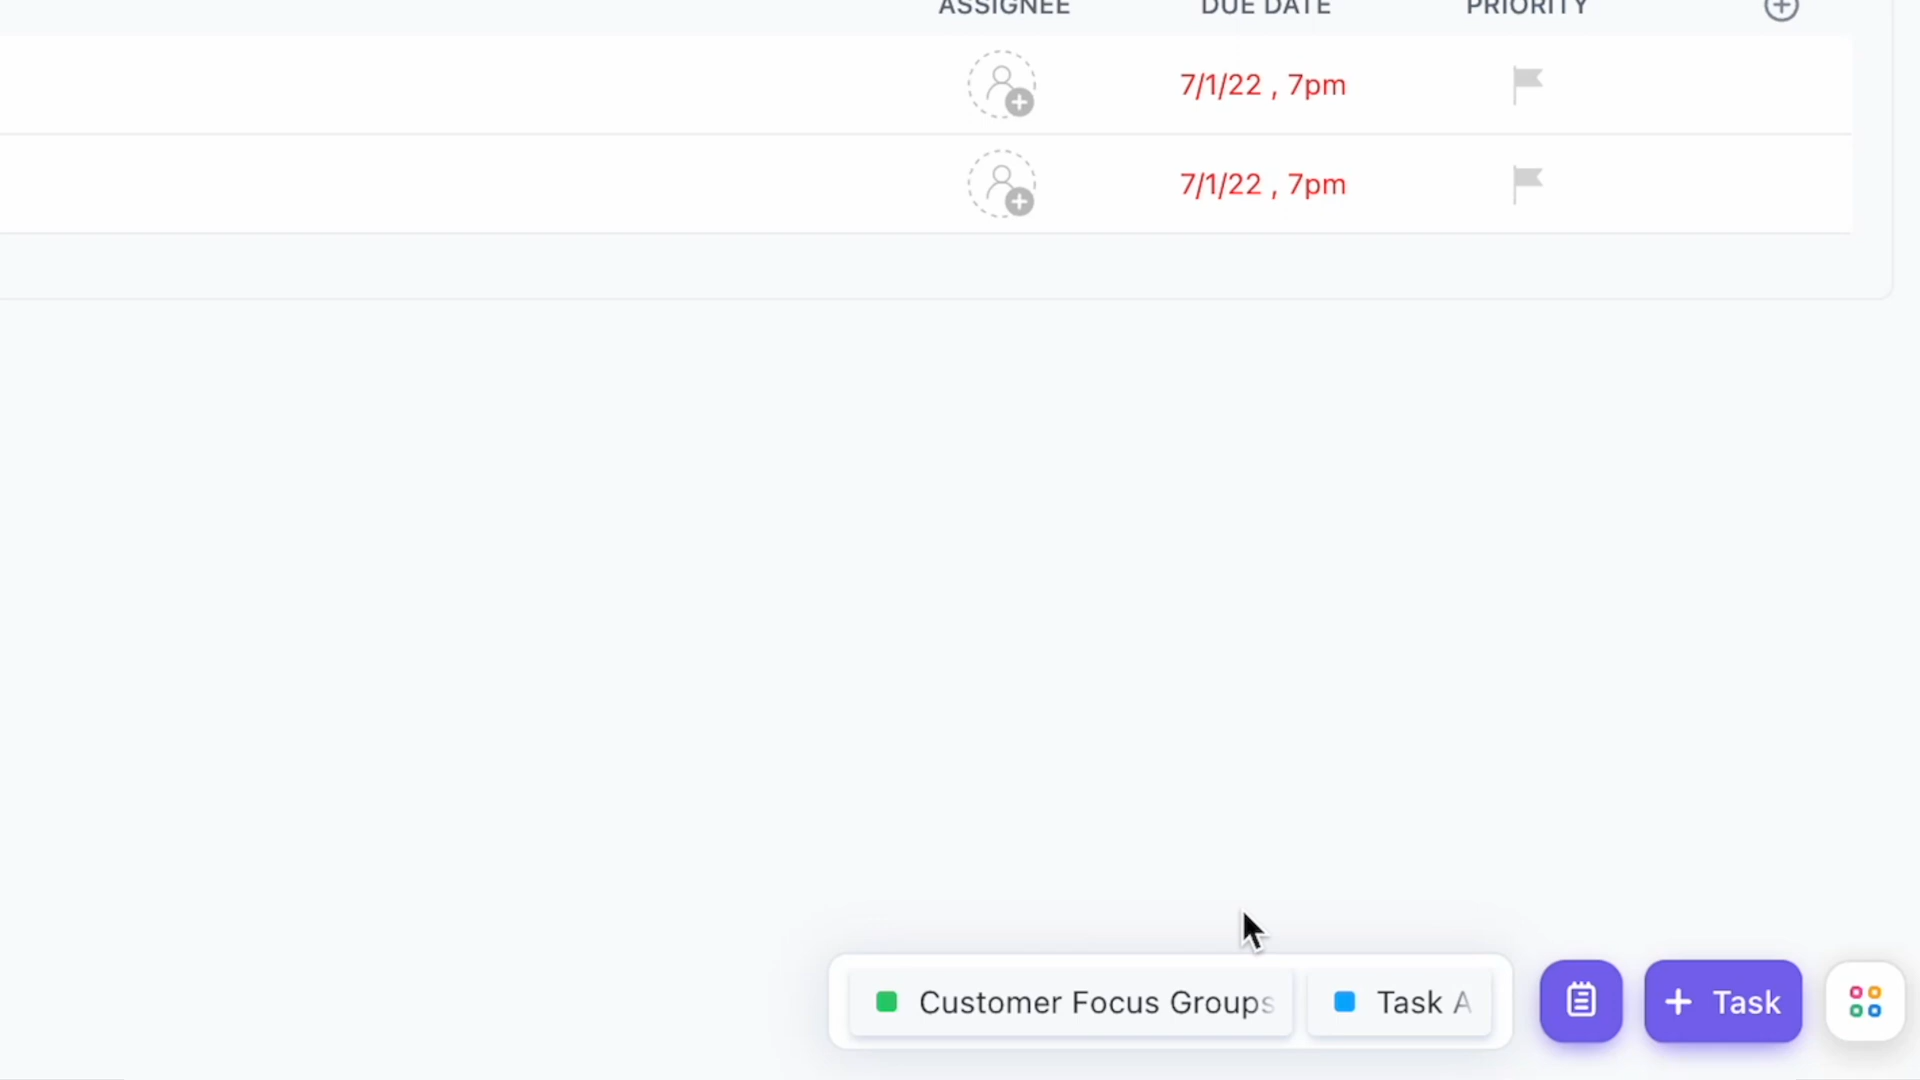 ASSIGNEE DUE DATE PRIORITY
7/1/22 , 7pm
7/1/22 , 7pm
Customer Focus Groups Task A Task